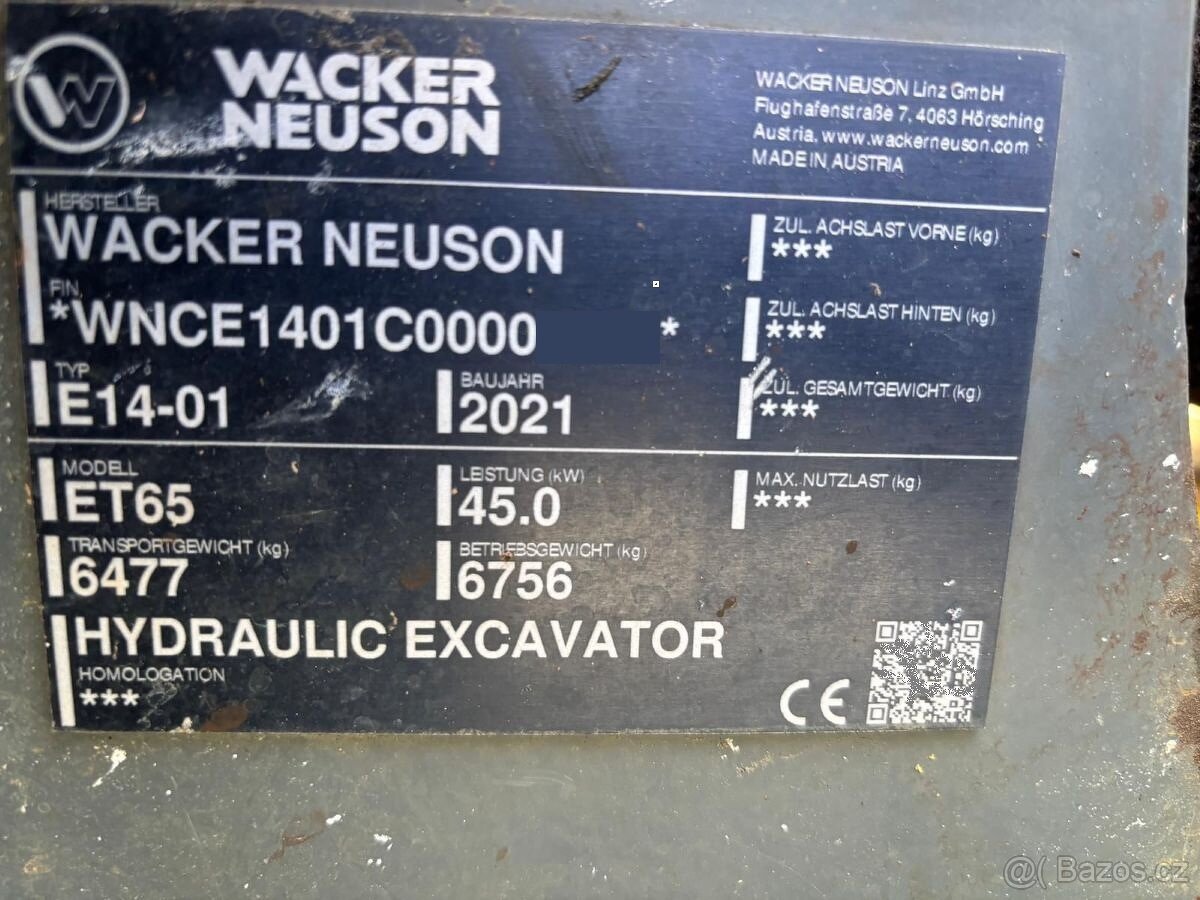 WACKER
NEUSON
WACKER NEUSON Linz GmbH
Flughafenstraße 7, 4063 Hörsching
Austria, www.wackerneuson.com
MADE IN AUSTRIA
HERSTELLER
WACKER NEUSON
FIN
*WNCE1401C0000 *
TYP
E14-01
BAUJAHR
2021
ZUL. ACHSLAST VORNE (kg)
***
ZUL. ACHSLAST HINTEN (kg)
***
ZUL. GESAMTGEWICHT (kg)
***
MODELL
ET65
LEISTUNG (kW)
45.0
MAX. NUTZLAST (kg)
***
TRANSPORTGEWICHT (kg)
6477
BETRIEBSGEWICHT (kg)
6756
HYDRAULIC EXCAVATOR
HOMOLOGATION
***
CE
@( Bazos.cz